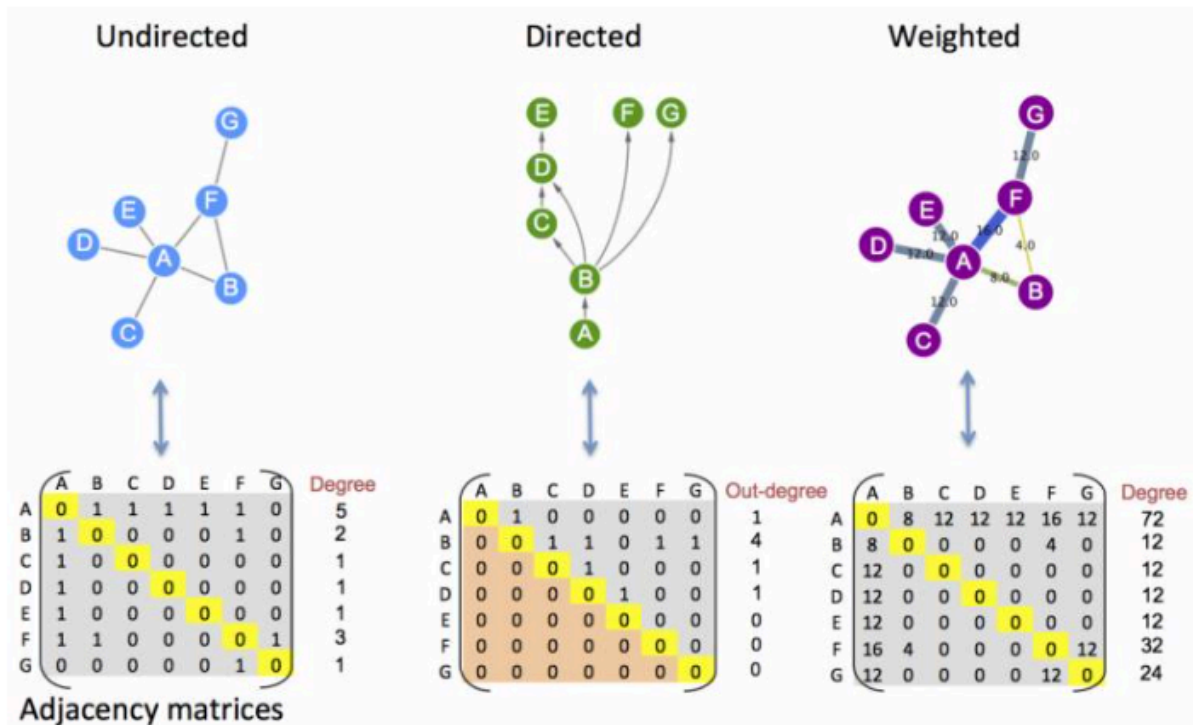 Undirected
G
F
E
D
A
B
C
Directed
E
F
G
D
C
B
A
Weighted
G
12.0
F
E
16.0
12.0
D
4.0
12.0
A
8.0
B
12.0
C
A B C D E F G Degree
A 0 1 1 1 1 1 0 5
B 1 0 0 0 0 1 0 2
C 1 0 0 0 0 0 0 1
D 1 0 0 0 0 0 0 1
E 1 0 0 0 0 0 0 1
F 1 1 0 0 0 0 1 3
G 0 0 0 0 0 1 0 1
Adjacency matrices
A B C D E F G Out-degree
A 0 1 0 0 0 0 0 1
B 0 0 1 1 0 1 1 4
C 0 0 0 1 0 0 0 1
D 0 0 0 0 1 0 0 1
E 0 0 0 0 0 0 0 0
F 0 0 0 0 0 0 0 0
G 0 0 0 0 0 0 0 0
A B C D E F G Degree
A 0 8 12 12 12 16 12 72
B 8 0 0 0 0 4 0 12
C 12 0 0 0 0 0 0 12
D 12 0 0 0 0 0 0 12
E 12 0 0 0 0 0 0 12
F 16 4 0 0 0 0 12 32
G 12 0 0 0 0 12 0 24